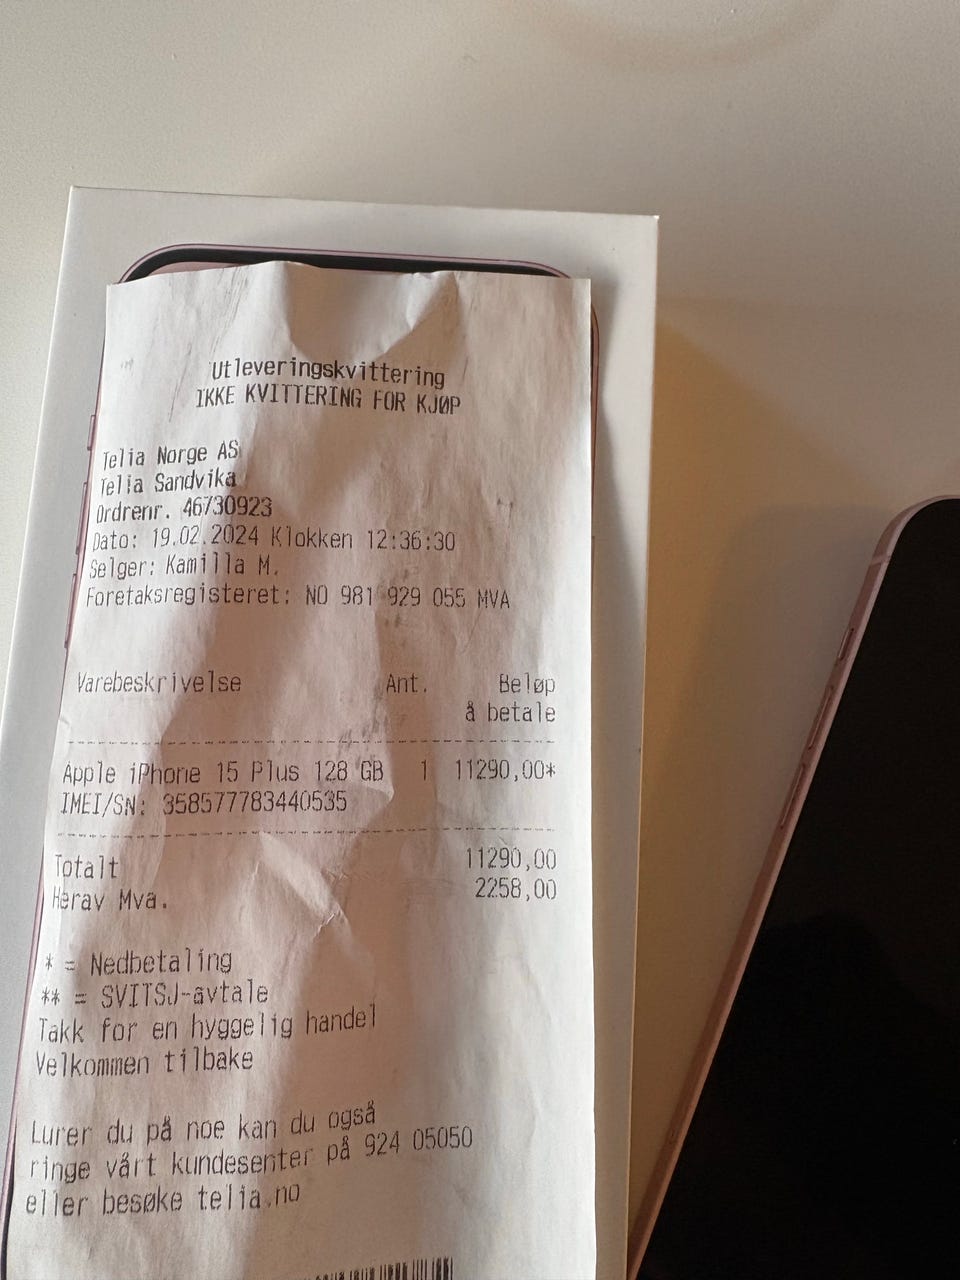 Utleveringskvittering
IKKE KVITTERING FOR KJØP
Telia Norge AS
Telia Sandvika
Ordrenr. 46730923
Dato: 19.02.2024 Klokken 12:36:30
Selger: Kamilla M.
Foretaksregisteret: NO 981 929 055 MVA
Varebeskrivelse Ant. Beløp
å betale
Apple iPhone 15 Plus 128 GB 1 11290,00*
IMEI/SN: 358577783440535
Totalt 11290,00
Herav Mva. 2258,00
* = Nedbetaling
** = SVITSJ-avtale
Takk for en hyggelig handel
Velkommen tilbake
Lurer du på noe kan du også
ringe vårt kundesenter på 924 05050
eller besøke telia.no